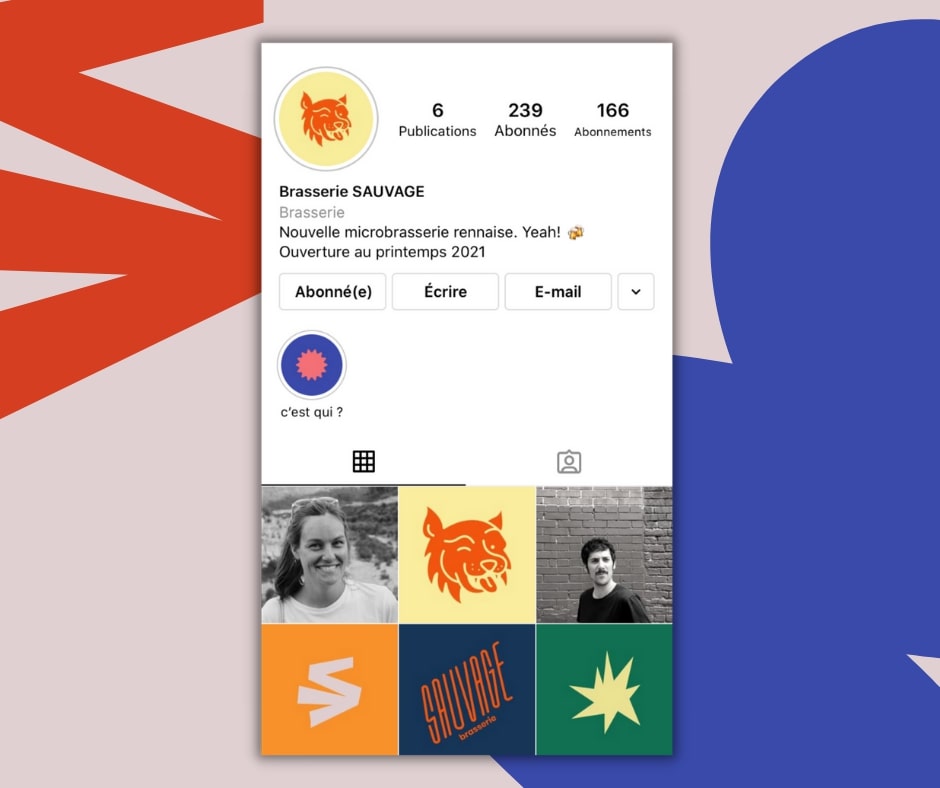 6
239
166
Publications
Abonnés
Abonnements
Brasserie SAUVAGE
Brasserie
Nouvelle microbrasserie rennaise. Yeah! 🍻
Ouverture au printemps 2021
Abonné(e)
Écrire
E-mail
c'est qui ?
S
SAUVAGE
brasserie